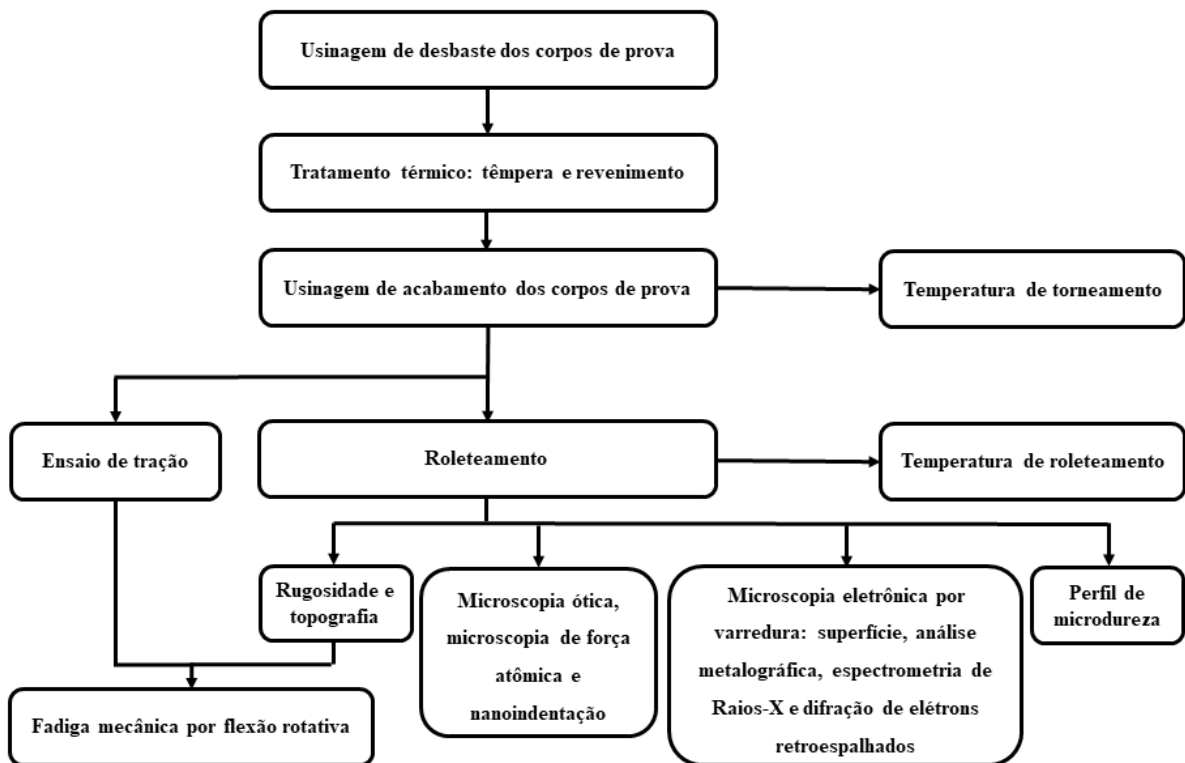 Usinagem de desbaste dos corpos de prova
Tratamento térmico: têmpera e revenimento
Usinagem de acabamento dos corpos de prova
Temperatura de torneamento
Ensaio de tração
Roleteamento
Temperatura de roleteamento
Rugosidade e
topografia
Microscopia ótica,
microscopia de força
atômica e
nanoindentação
Microscopia eletrônica por
varredura: superfície, análise
metalográfica, espectrometria de
Raios-X e difração de elétrons
retroespalhados
Perfil de
microdureza
Fadiga mecânica por flexão rotativa